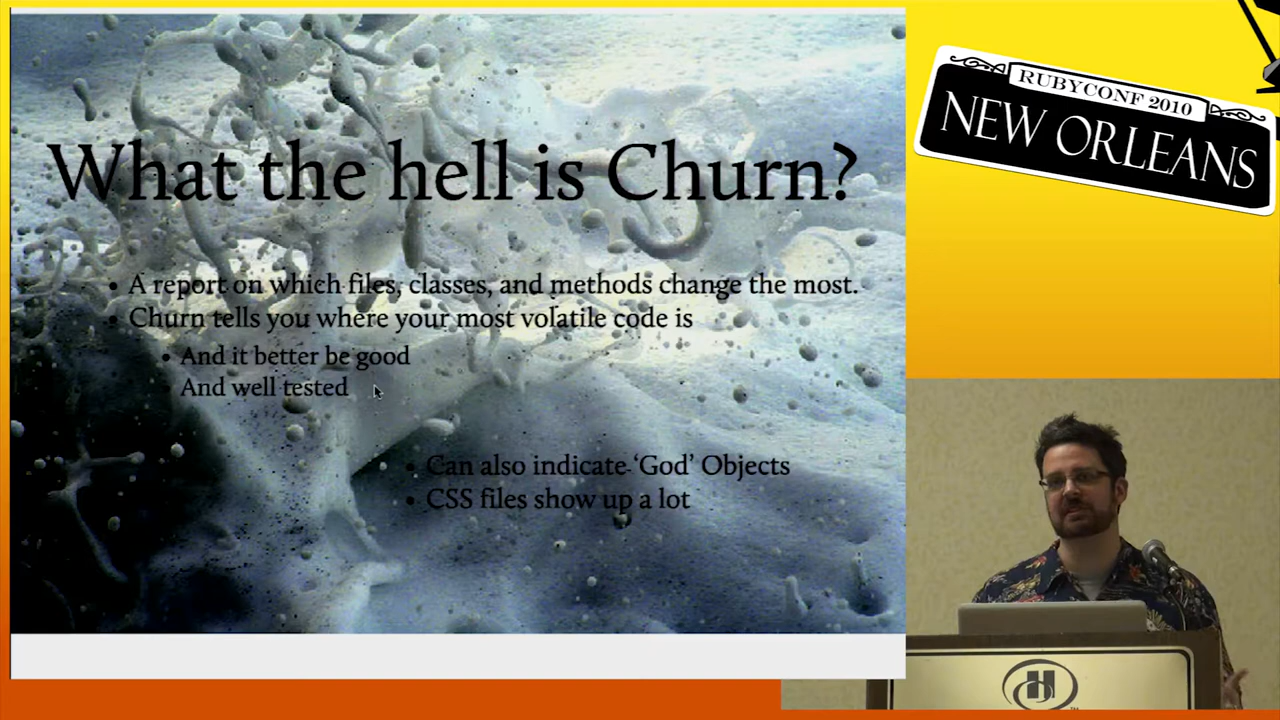 What the hell is Churn?
• A report on which files, classes, and methods change the most.
• Churn tells you where your most volatile code is
• And it better be good
And well tested
• Can also indicate 'God' Objects
• CSS files show up a lot
RUBYCONF 2010
NEW ORLEANS
H